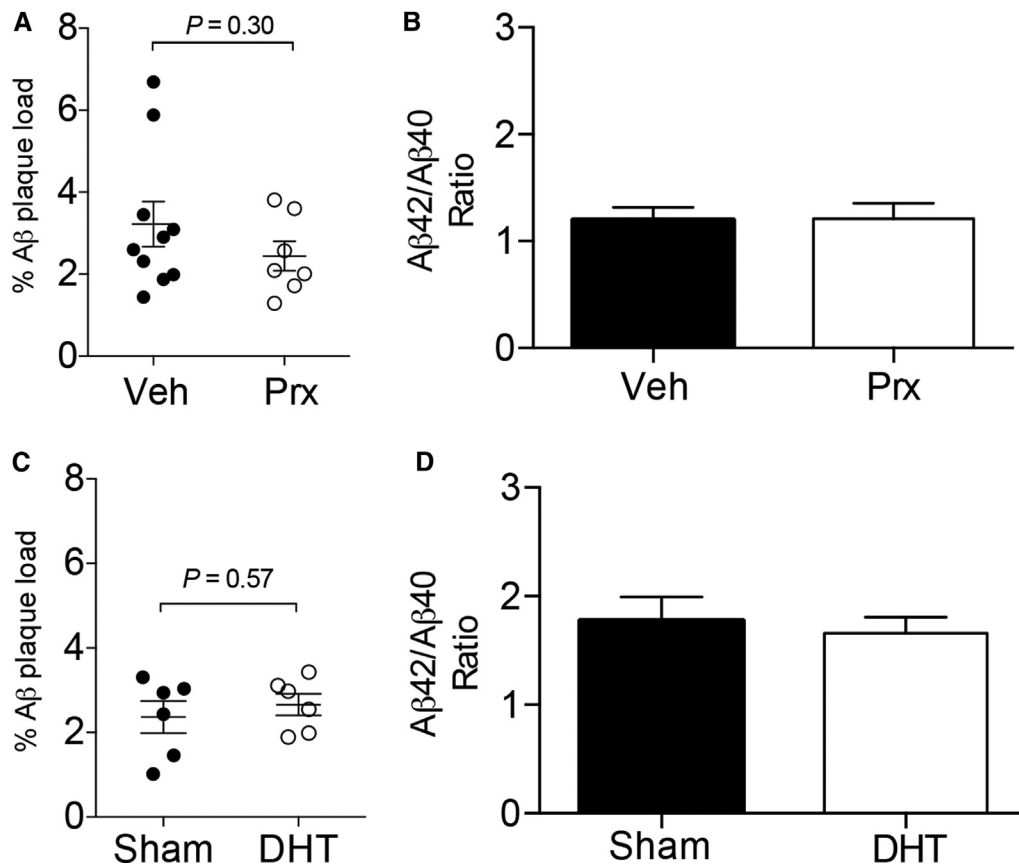 A
P = 0.30
% Aβ plaque load
8
6
4
2
0
Veh
Prx
B
Aβ42/Aβ40
Ratio
3
2
1
0
Veh
Prx
C
P = 0.57
% Aβ plaque load
8
6
4
2
0
Sham
DHT
D
Aβ42/Aβ40
Ratio
3
2
1
0
Sham
DHT